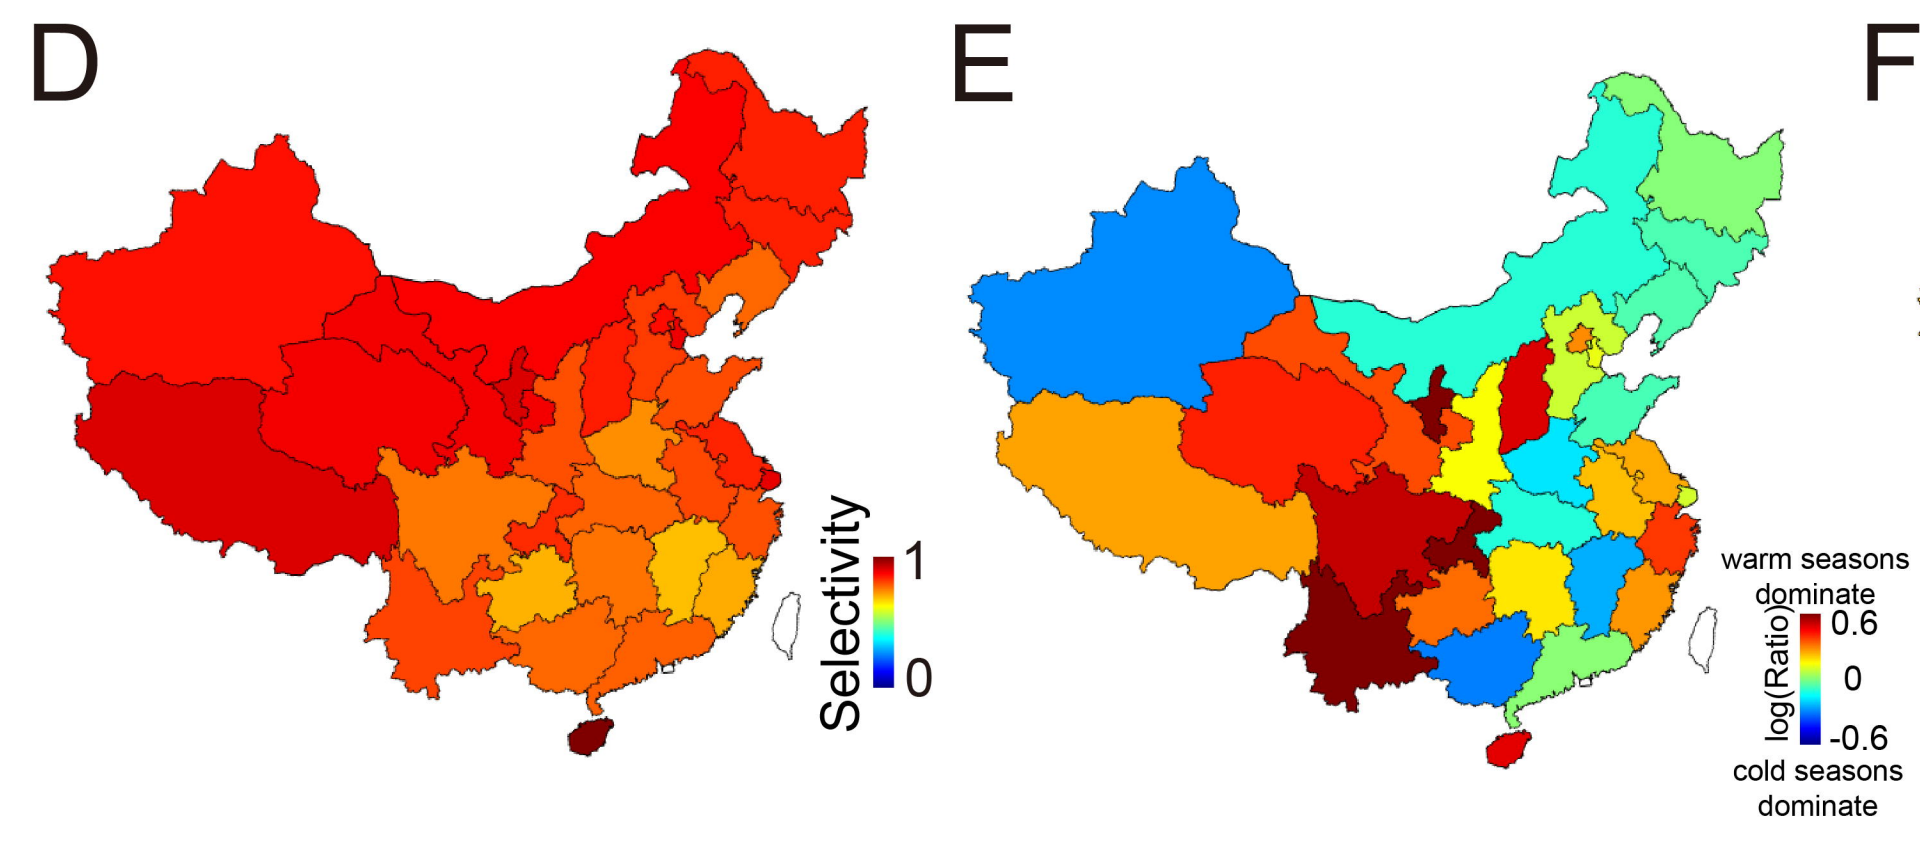 D
E
F
Selectivity
1
0
warm seasons
dominate
log(Ratio)
0.6
0
-0.6
cold seasons
dominate